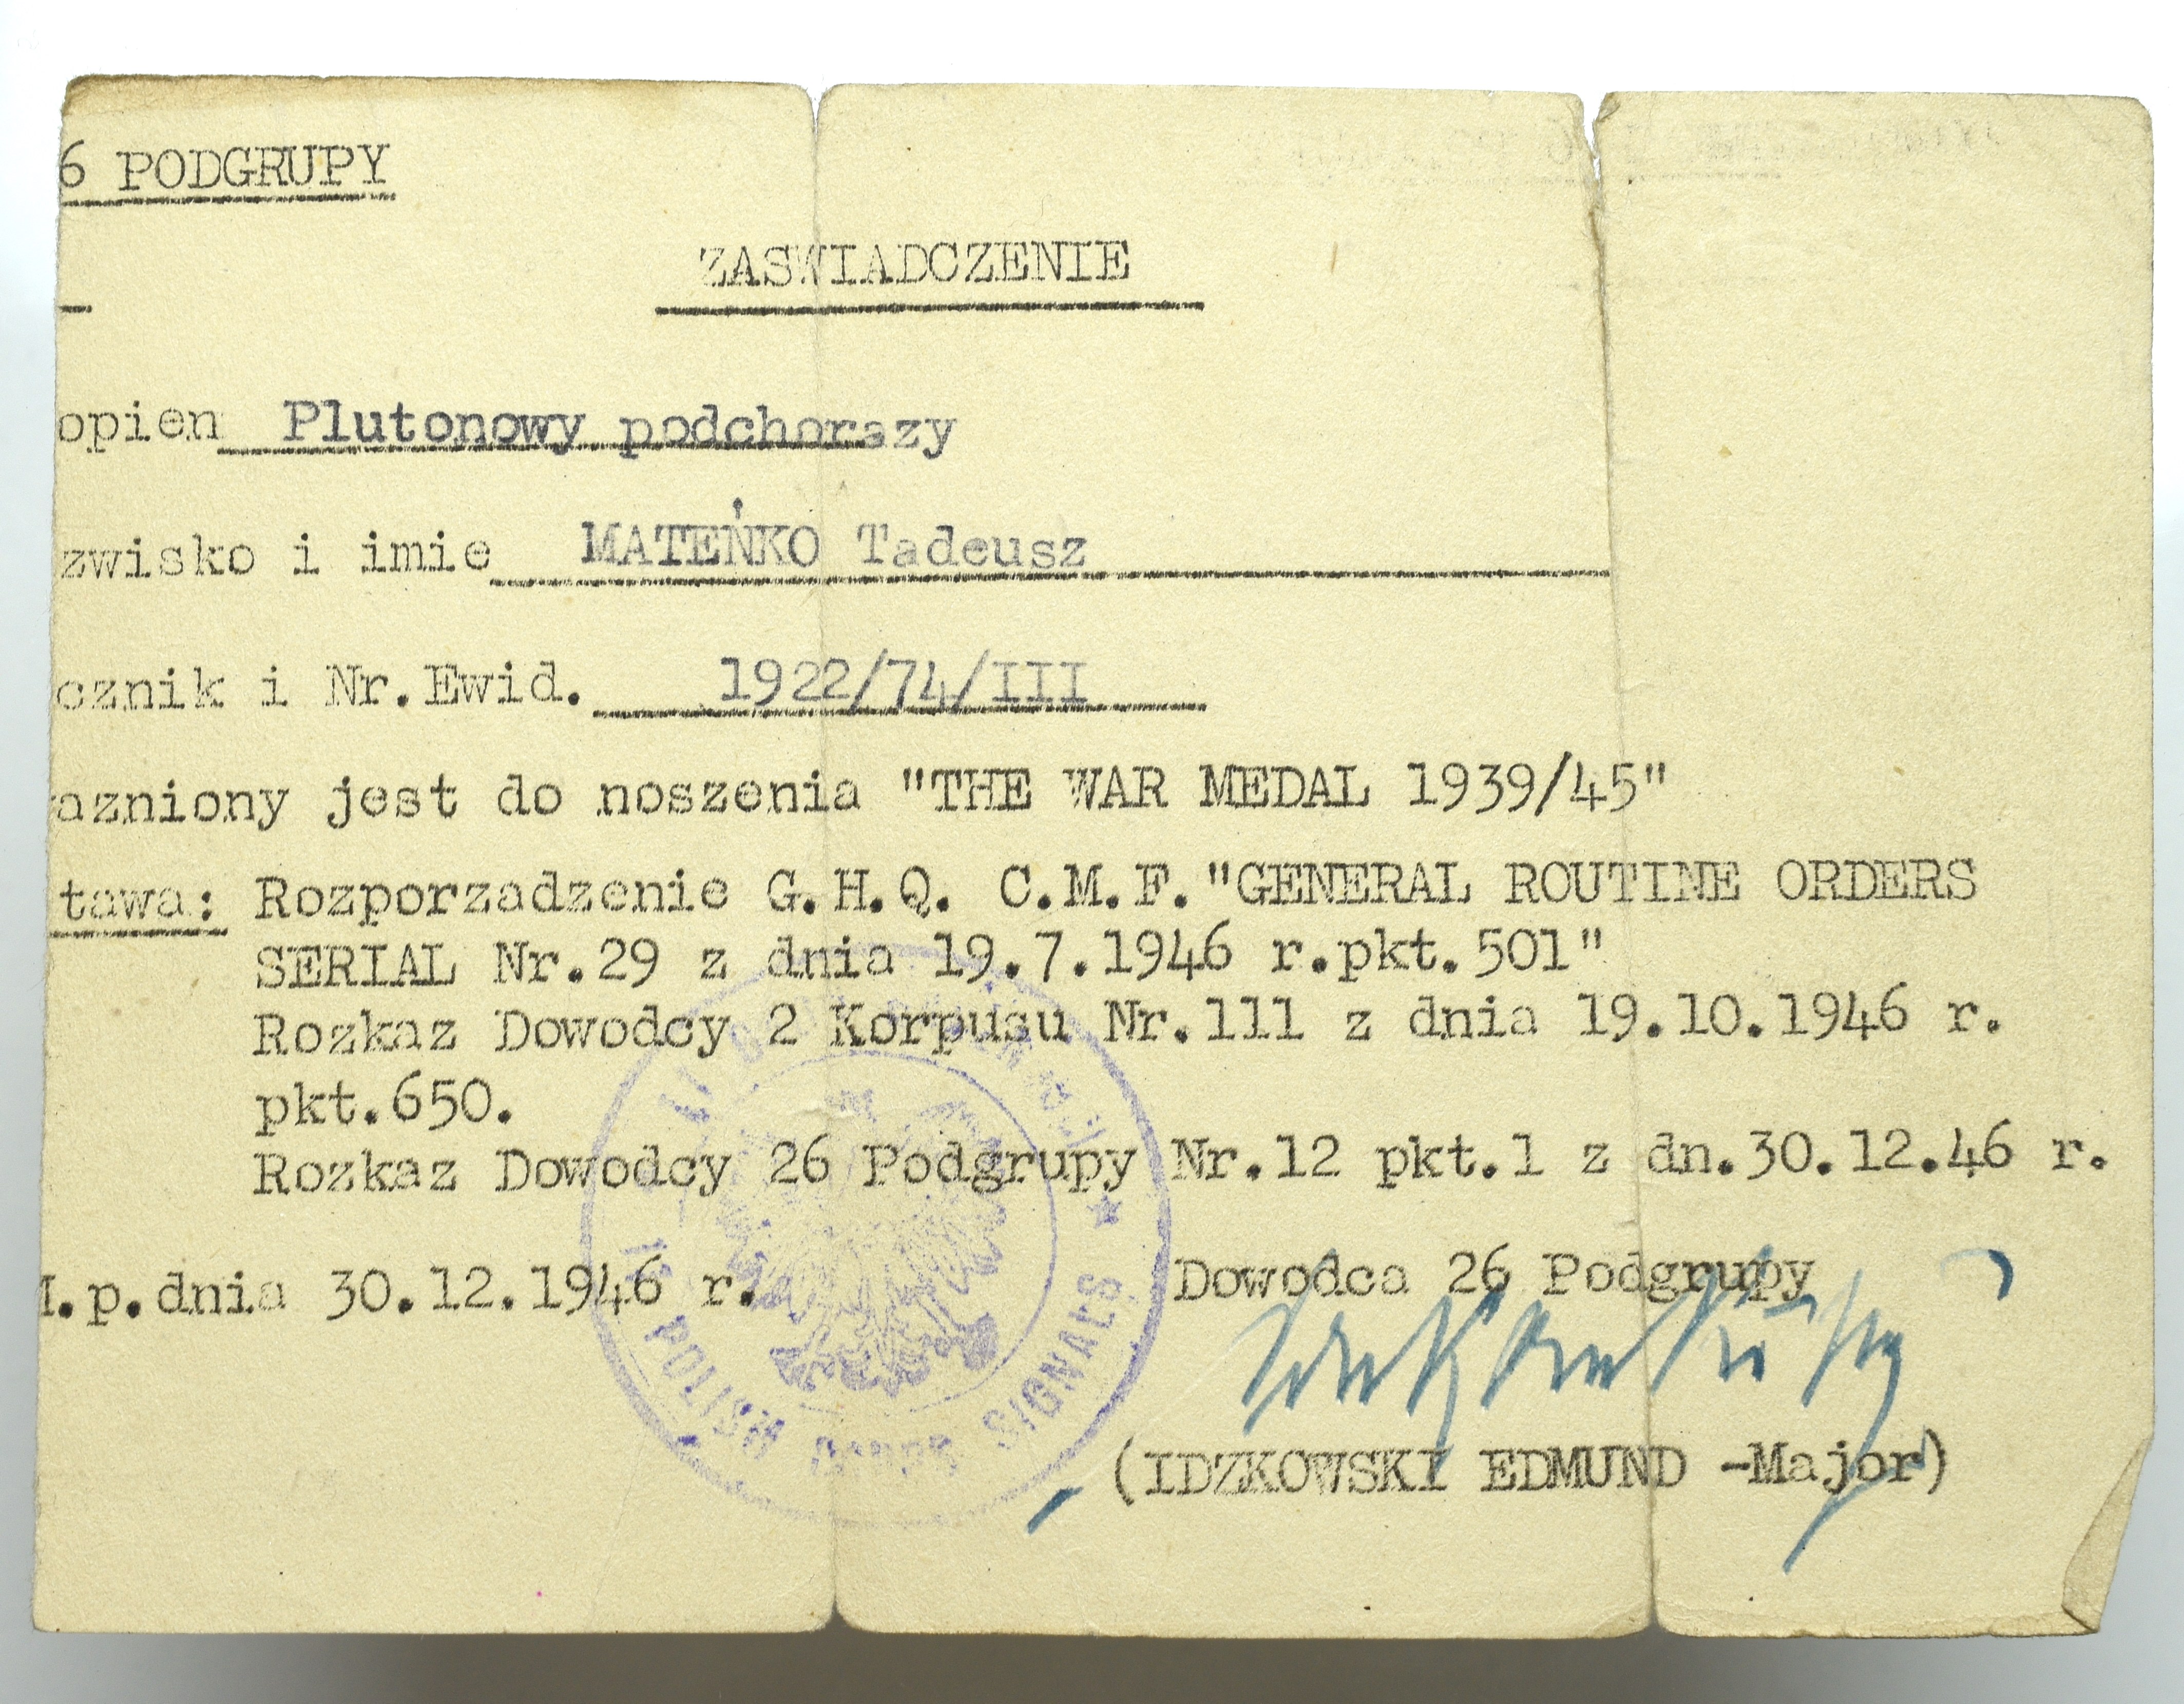 6 PODGRUPY
ZASWIADCZENIE
opien Plutonowy podchorazy
zwisko i imie MATEŃKO Tadeusz
cznik i Nr.Ewid. 1922/74/III
azniony jest do noszenia "THE WAR MEDAL 1939/45"
tawa: Rozporzadzenie G.H.Q. C.M.F. "GENERAL ROUTINE ORDERS
SERIAL Nr.29 z dnia 19.7.1946 r.pkt.501"
Rozkaz Dowodcy 2 Korpusu Nr.111 z dnia 19.10.1946 r.
pkt.650.
Rozkaz Dowodcy 26 Podgrupy Nr.12 pkt.1 z dn.30.12.46 r.
M.p.dnia 30.12.1946 r.
Dowodca 26 Podgrupy
(IDZKOWSKI EDMUND -Major)
POLISH CORPS SIGNALS